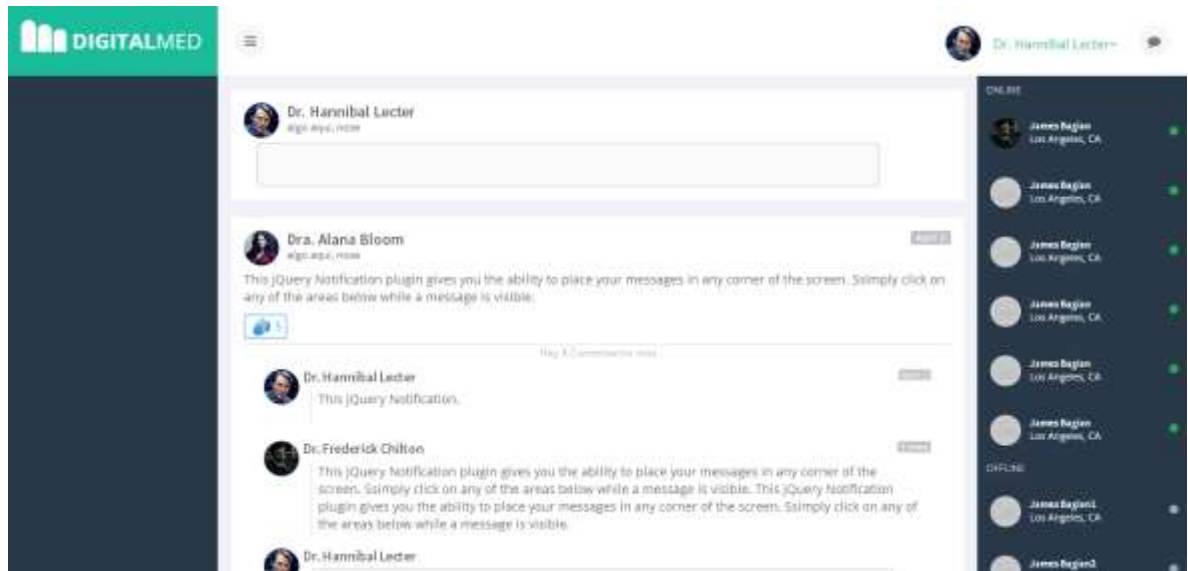 DIGITALMED
Dr. Hannibal Lecter
Dr. Hannibal Lecter
algo aqui, nose
Dra. Alana Bloom
algo aqui, nose
This jQuery Notification plugin gives you the ability to place your messages in any corner of the screen. Ssimply click on
any of the areas below while a message is visible.
5
Dr. Hannibal Lecter
This jQuery Notification.
Dr. Frederick Chilton
This jQuery Notification plugin gives you the ability to place your messages in any corner of the
screen. Ssimply click on any of the areas below while a message is visible. This jQuery Notification
plugin gives you the ability to place your messages in any corner of the screen. Ssimply click on any of
the areas below while a message is visible.
Dr. Hannibal Lecter
ONLINE
James Bagian
Los Angeles, CA
James Bagian
Los Angeles, CA
James Bagian
Los Angeles, CA
James Bagian
Los Angeles, CA
James Bagian
Los Angeles, CA
James Bagian
Los Angeles, CA
OFFLINE
James Bagian1
Los Angeles, CA
James Bagian2